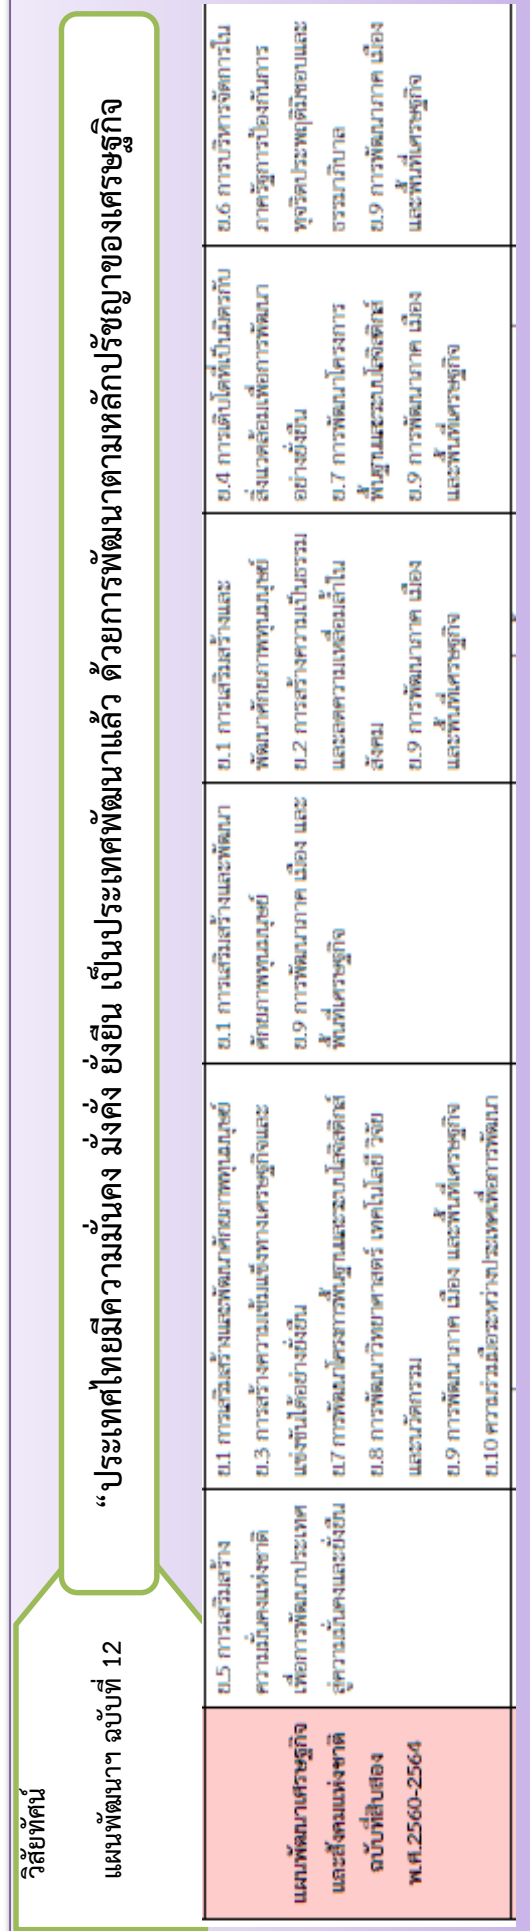 วิสัยทัศน์
แผนพัฒนาฯ ฉบับที่ 12
“ประเทศไทยมีความมั่นคง มั่งคั่ง ยั่งยืน เป็นประเทศพัฒนาแล้ว ด้วยการพัฒนาตามหลักปรัชญาของเศรษฐกิจ
แผนพัฒนาเศรษฐกิจ
และสังคมแห่งชาติ
ฉบับที่สิบสอง
พ.ศ.2560-2564
ย.5 การเสริมสร้าง
ความมั่นคงแห่งชาติ
เพื่อการพัฒนาประเทศ
สู่ความมั่นคงและยั่งยืน
ย.1 การเสริมสร้างและพัฒนาศักยภาพทุนมนุษย์
ย.3 การสร้างความเข้มแข็งทางเศรษฐกิจและ
แข่งขันได้อย่างยั่งยืน
ย.7 การพัฒนาโครงการพื้นฐานและระบบโลจิสติกส์
ย.8 การพัฒนาวิทยาศาสตร์ เทคโนโลยี วิจัย
และนวัตกรรม
ย.9 การพัฒนาภาค เมือง และพื้นที่เศรษฐกิจ
ย.10 ความร่วมมือระหว่างประเทศเพื่อการพัฒนา
ย.1 การเสริมสร้างและพัฒนา
ศักยภาพทุนมนุษย์
ย.9 การพัฒนาภาค เมือง และ
พื้นที่เศรษฐกิจ
ย.1 การเสริมสร้างและ
พัฒนาศักยภาพทุนมนุษย์
ย.2 การสร้างความเป็นธรรม
และลดความเหลื่อมล้ำใน
สังคม
ย.9 การพัฒนาภาค เมือง
และพื้นที่เศรษฐกิจ
ย.4 การเติบโตที่เป็นมิตรกับ
สิ่งแวดล้อมเพื่อการพัฒนา
อย่างยั่งยืน
ย.7 การพัฒนาโครงการ
พื้นฐานและระบบโลจิสติกส์
ย.9 การพัฒนาภาค เมือง
และพื้นที่เศรษฐกิจ
ย.6 การบริหารจัดการใน
ภาครัฐการป้องกันการ
ทุจริตประพฤติมิชอบและ
ธรรมาภิบาล
ย.9 การพัฒนาภาค เมือง
และพื้นที่เศรษฐกิจ